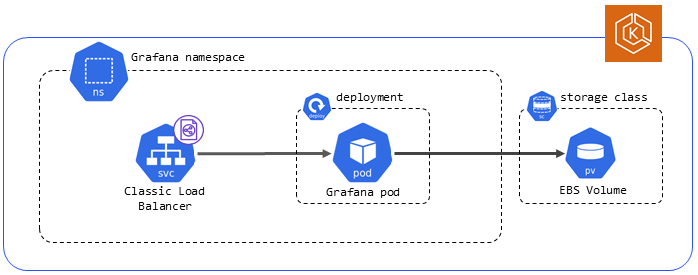 K
Grafana namespace
ns
deployment
deploy
storage class
sc
svc
pod
pv
Classic Load
Balancer
Grafana pod
EBS Volume